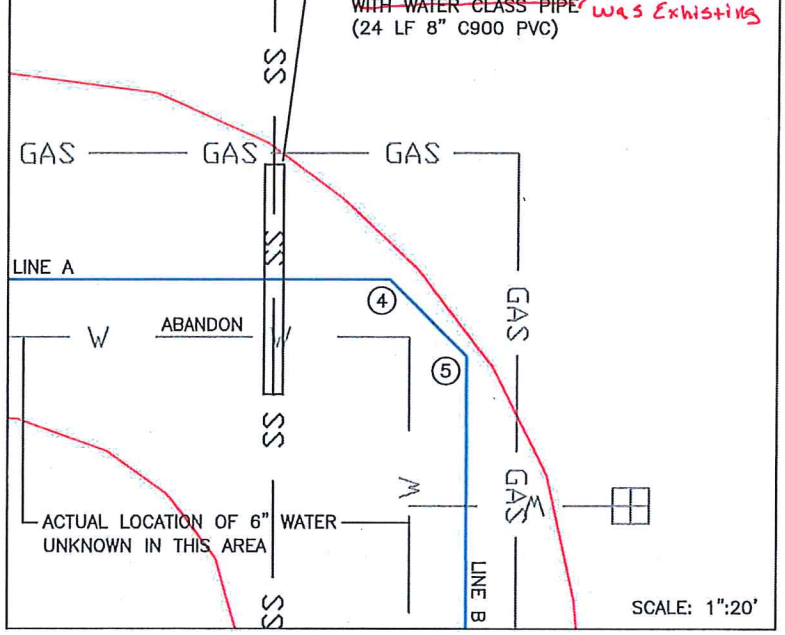 WITH WATER CLASS PIPE was Exhisting
(24 LF 8" C900 PVC)
SS
GAS GAS GAS
SS
LINE A
4
GAS
W ABANDON W
5
SS
W
GAS
W
ACTUAL LOCATION OF 6" WATER
UNKNOWN IN THIS AREA
LINE B
SS
SCALE: 1":20'